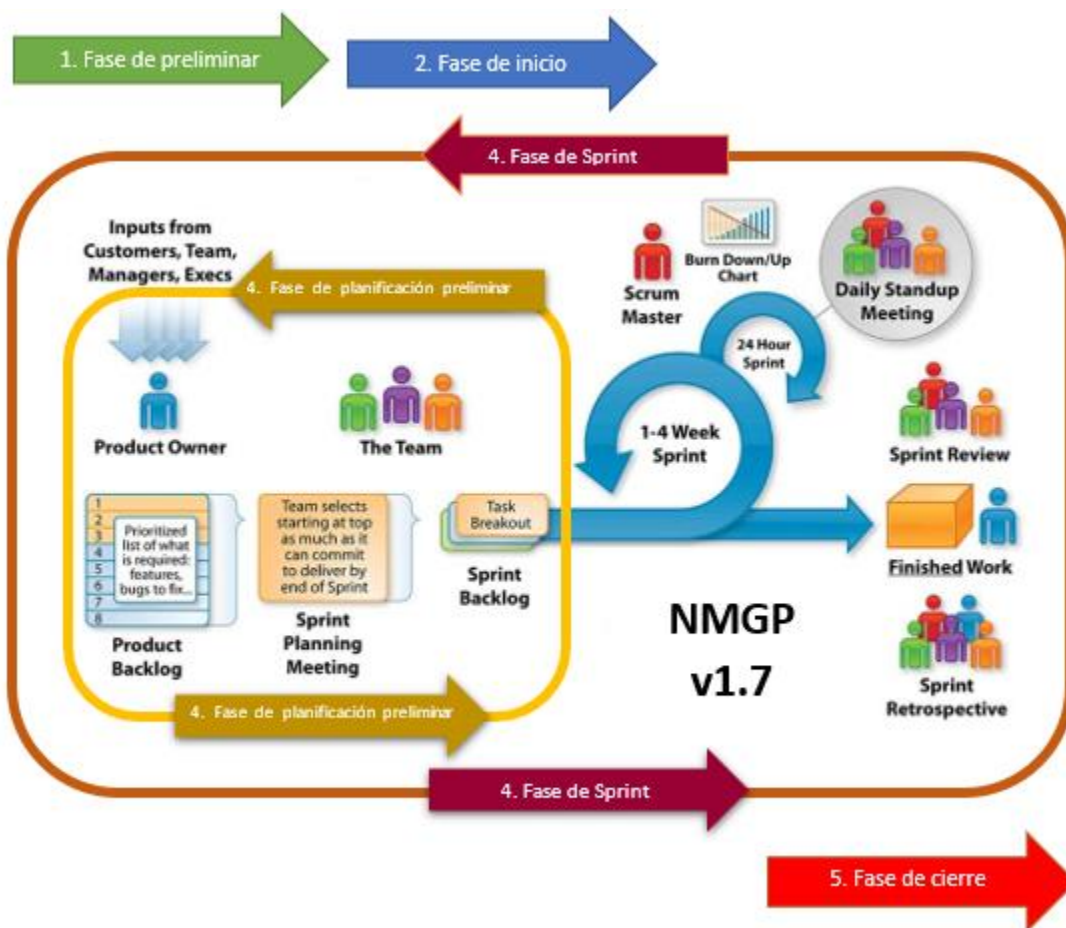 1. Fase de preliminar
2. Fase de inicio
4. Fase de Sprint
Inputs from
Customers, Team,
Managers, Execs
4. Fase de planificación preliminar
Burn Down/Up
Chart
Scrum
Master
Daily Standup
Meeting
24 Hour
Sprint
Product Owner
The Team
1-4 Week
Sprint
Sprint Review
1
2
3
4
5
6
7
8
Prioritized
list of what
is required:
features,
bugs to fix...
Product
Backlog
Team selects
starting at top
as much as it
can commit
to deliver by
end of Sprint
Sprint
Planning
Meeting
Task
Breakout
Sprint
Backlog
Finished Work
NMGP
v1.7
Sprint
Retrospective
4. Fase de planificación preliminar
4. Fase de Sprint
5. Fase de cierre